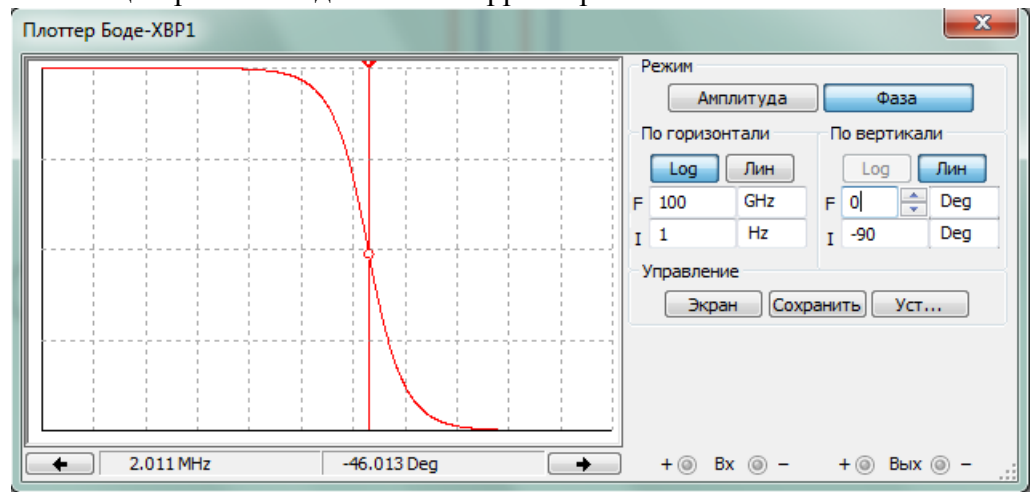 Плоттер Боде-XBP1
Режим
Амплитуда Фаза
По горизонтали По вертикали
Log Лин Log Лин
F 100 GHz F 0 Deg
I 1 Hz I -90 Deg
Управление
Экран Сохранить Уст...
2.011 MHz -46.013 Deg
+ Вх - + Вых -